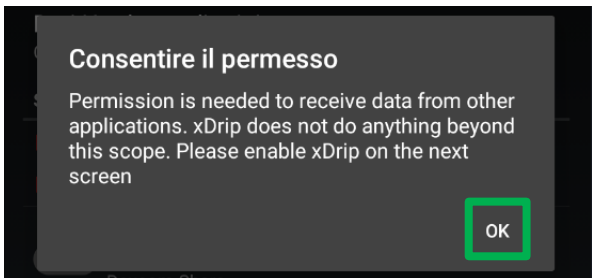 Consentire il permesso
Permission is needed to receive data from other
applications. xDrip does not do anything beyond
this scope. Please enable xDrip on the next
screen
OK